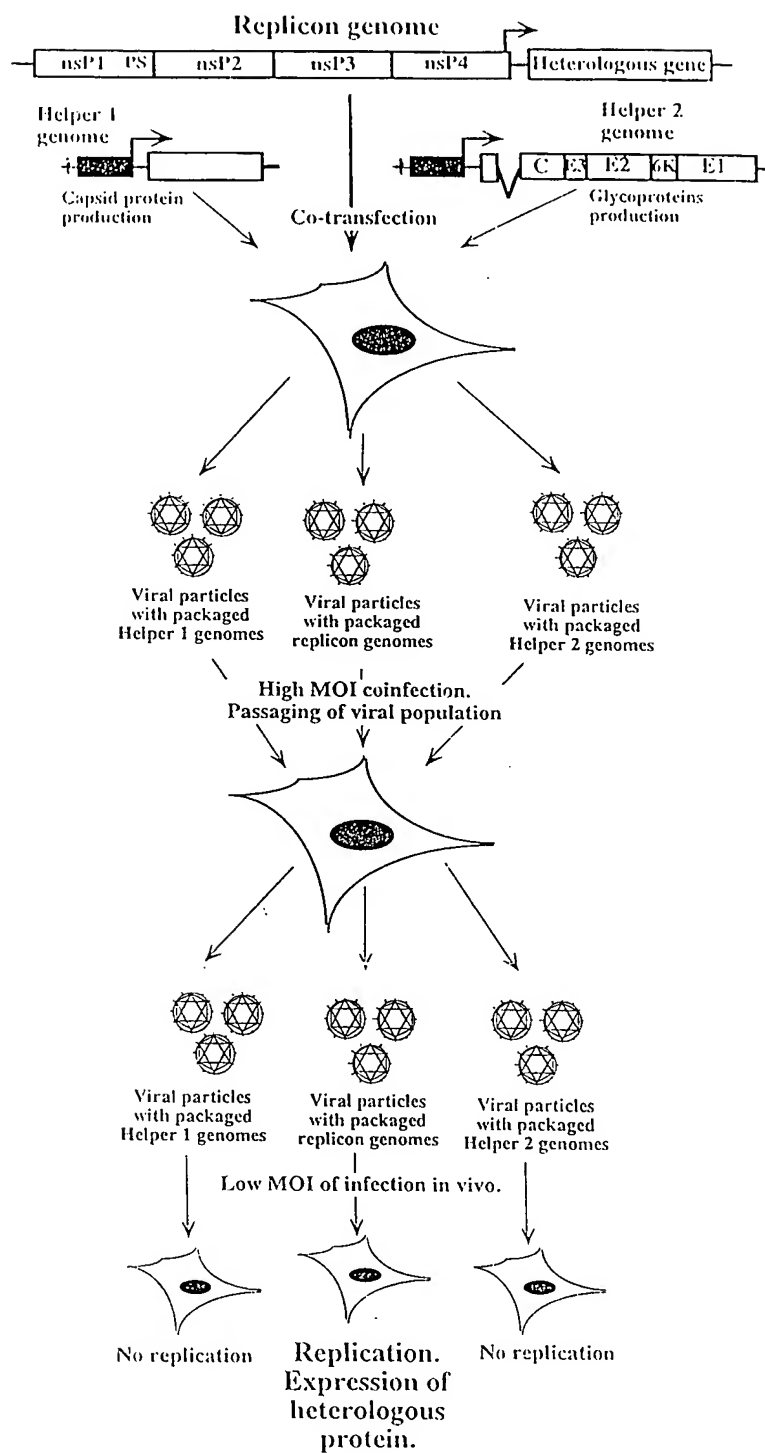 Replicon genome
nsP1 PS nsP2 nsP3 nsP4 Heterologous gene
Helper 1
genome
Helper 2
genome
C E3 E2 6K E1
Capsid protein
production
Glycoproteins
production
Co-transfection
Viral particles
with packaged
Helper 1 genomes
Viral particles
with packaged
replicon genomes
Viral particles
with packaged
Helper 2 genomes
High MOI coinfection.
Passaging of viral population
Viral particles
with packaged
Helper 1 genomes
Viral particles
with packaged
replicon genomes
Viral particles
with packaged
Helper 2 genomes
Low MOI of infection in vivo.
No replication
Replication.
Expression of
heterologous
protein.
No replication